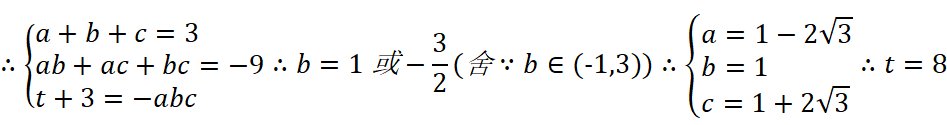 ∴ { a + b + c = 3
ab + ac + bc = −9
t + 3 = −abc ∴ b = 1 或 − 3/2 (舍 ∵ b ∈ (-1,3)) ∴ { a = 1 − 2√3
b = 1
c = 1 + 2√3 ∴ t = 8